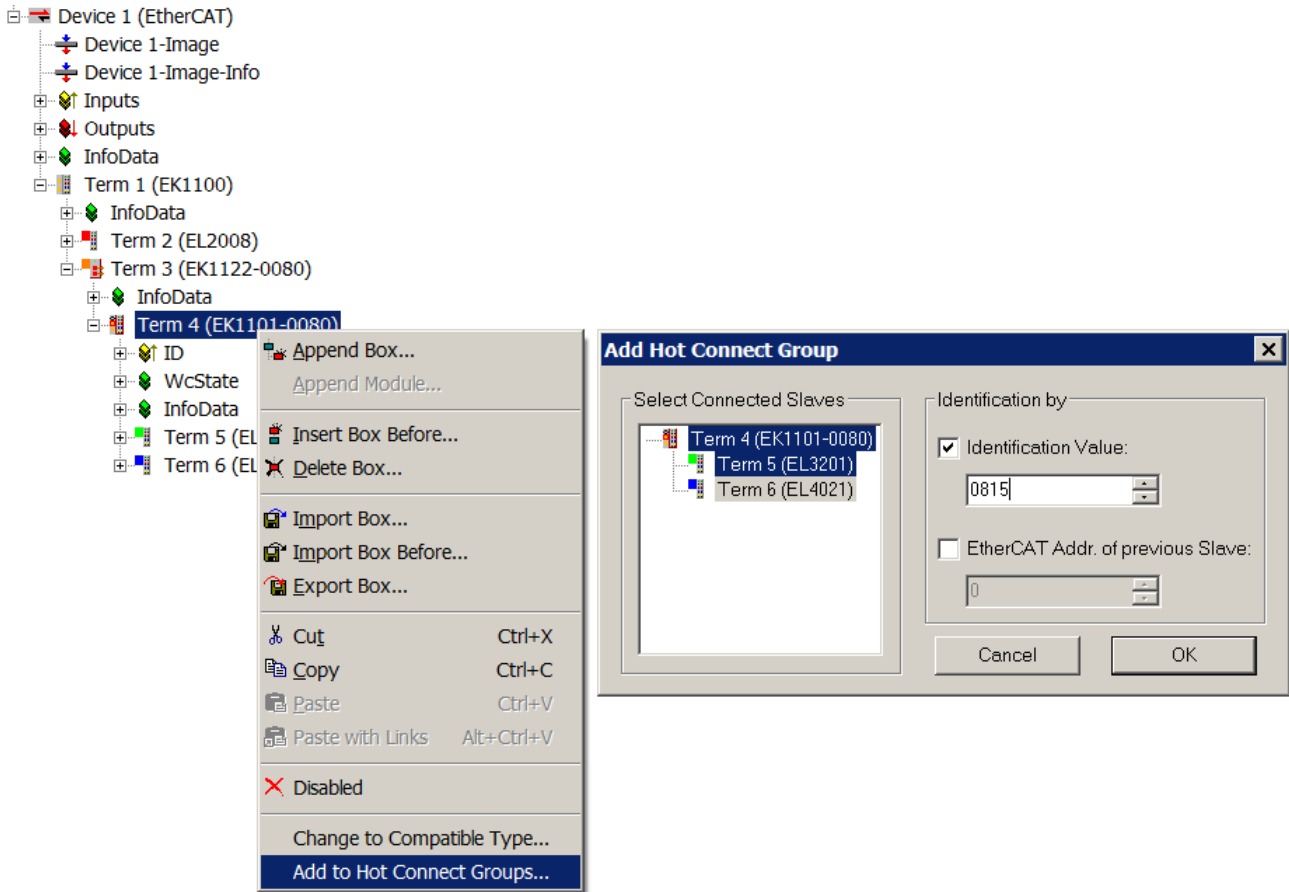 Device 1 (EtherCAT)
Device 1-Image
Device 1-Image-Info
Inputs
Outputs
InfoData
Term 1 (EK1100)
InfoData
Term 2 (EL2008)
Term 3 (EK1122-0080)
InfoData
Term 4 (EK1101-0080)
ID
WcState
InfoData
Term 5 (EL
Term 6 (EL
Append Box...
Append Module...
Insert Box Before...
Delete Box...
Import Box...
Import Box Before...
Export Box...
Cut Ctrl+X
Copy Ctrl+C
Paste Ctrl+V
Paste with Links Alt+Ctrl+V
Disabled
Change to Compatible Type...
Add to Hot Connect Groups...
Add Hot Connect Group
Select Connected Slaves
Term 4 (EK1101-0080)
Term 5 (EL3201)
Term 6 (EL4021)
Identification by
Identification Value:
0815
EtherCAT Addr. of previous Slave:
0
Cancel OK